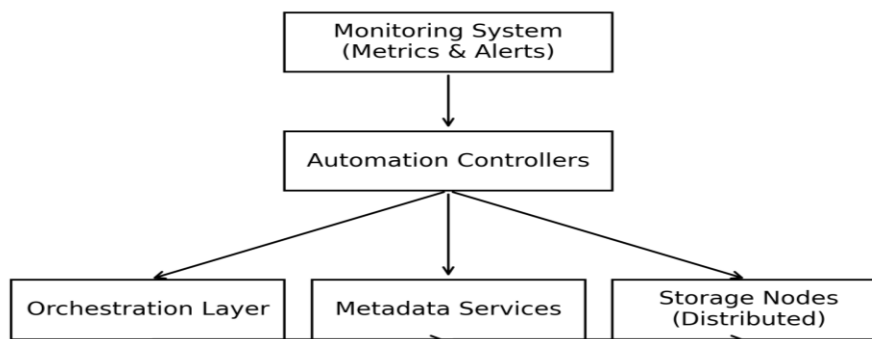 Monitoring System
(Metrics & Alerts)
Automation Controllers
Orchestration Layer
Metadata Services
Storage Nodes
(Distributed)